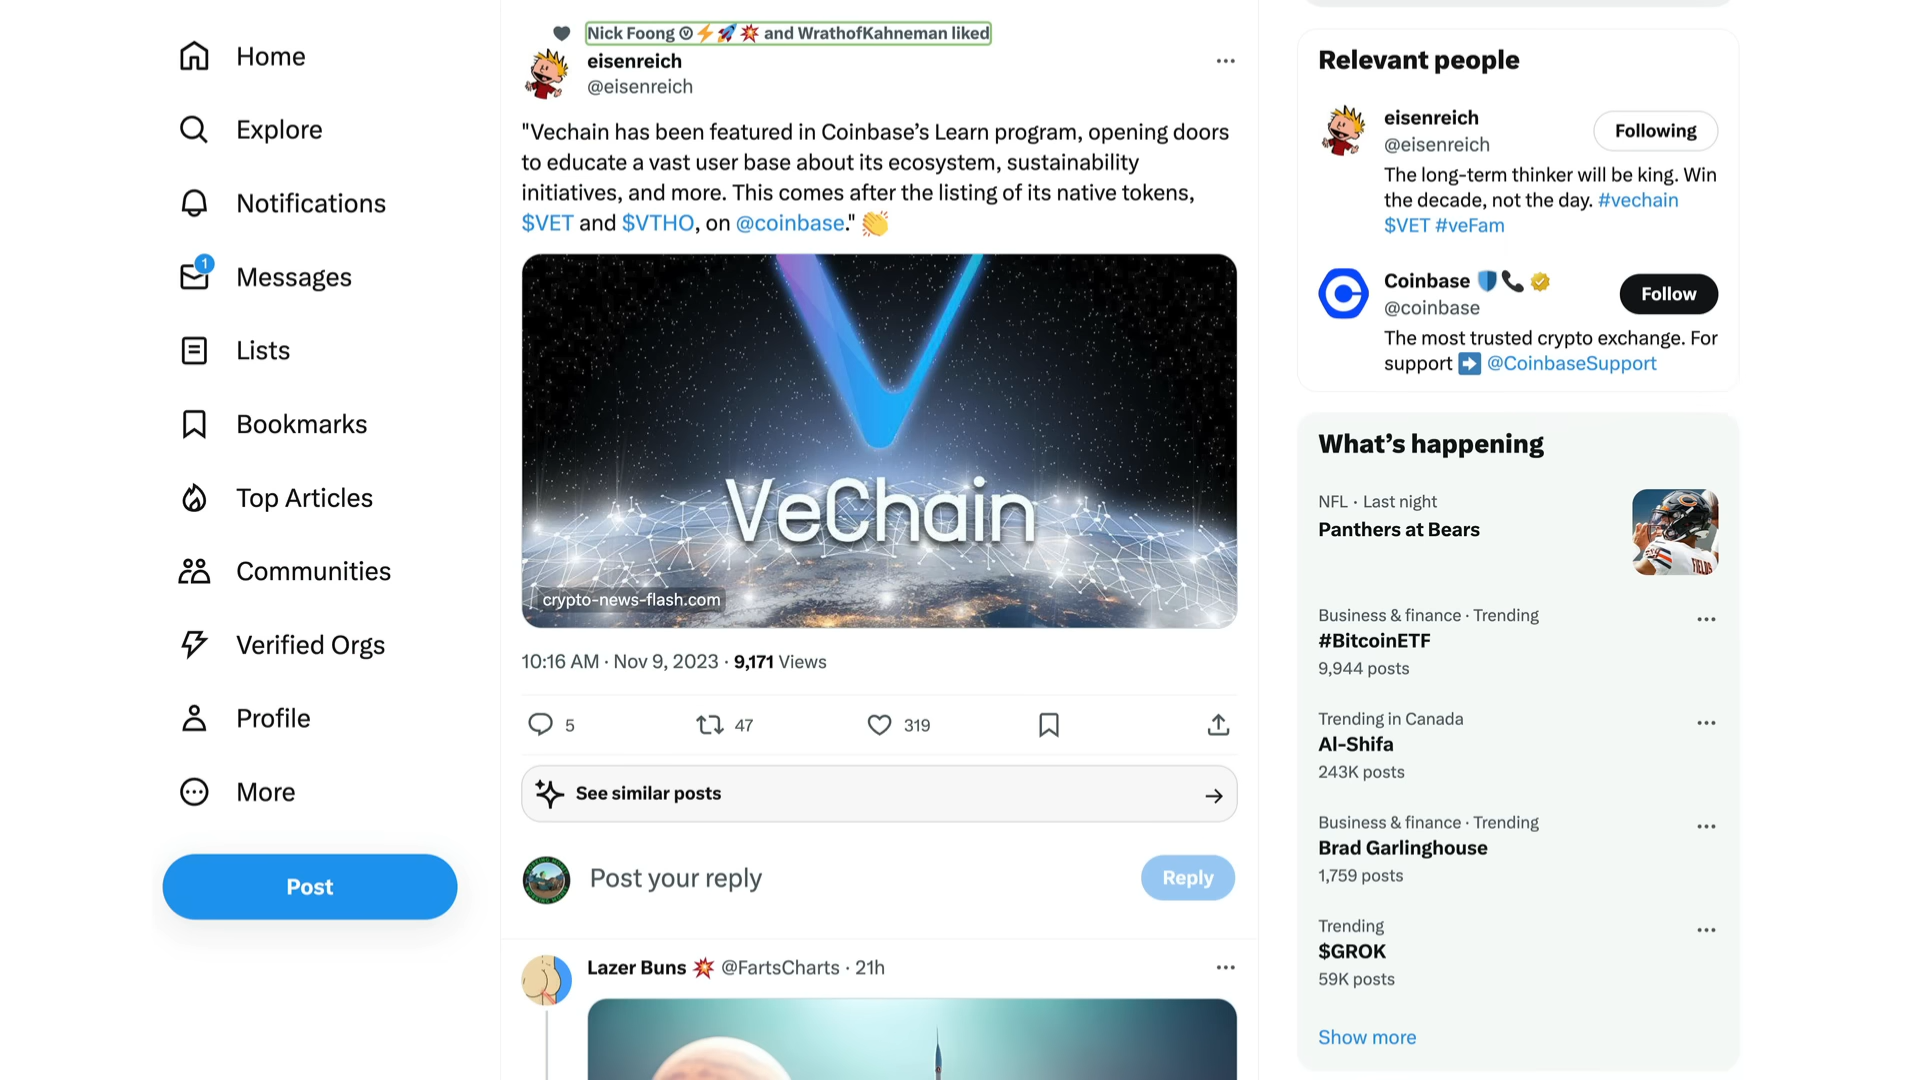 Home
Explore
Notifications
1
Messages
Lists
Bookmarks
Top Articles
Communities
Verified Orgs
Profile
More
Post
Nick Foong Ⓥ⚡🚀💥 and WrathofKahneman liked
eisenreich
@eisenreich
"Vechain has been featured in Coinbase’s Learn program, opening doors
to educate a vast user base about its ecosystem, sustainability
initiatives, and more. This comes after the listing of its native tokens,
$VET and $VTHO, on @coinbase." 👏
VeChain
crypto-news-flash.com
10:16 AM · Nov 9, 2023 · 9,171 Views
5 47 319
See similar posts
Post your reply
Reply
Lazer Buns 💥 @FartsCharts · 21h
Relevant people
eisenreich
@eisenreich
Following
The long-term thinker will be king. Win
the decade, not the day. #vechain
$VET #veFam
Coinbase 🛡️📞
@coinbase
Follow
The most trusted crypto exchange. For
support ➡️ @CoinbaseSupport
What’s happening
NFL · Last night
Panthers at Bears
FIELDS
Business & finance · Trending
#BitcoinETF
9,944 posts
Trending in Canada
Al-Shifa
243K posts
Business & finance · Trending
Brad Garlinghouse
1,759 posts
Trending
$GROK
59K posts
Show more